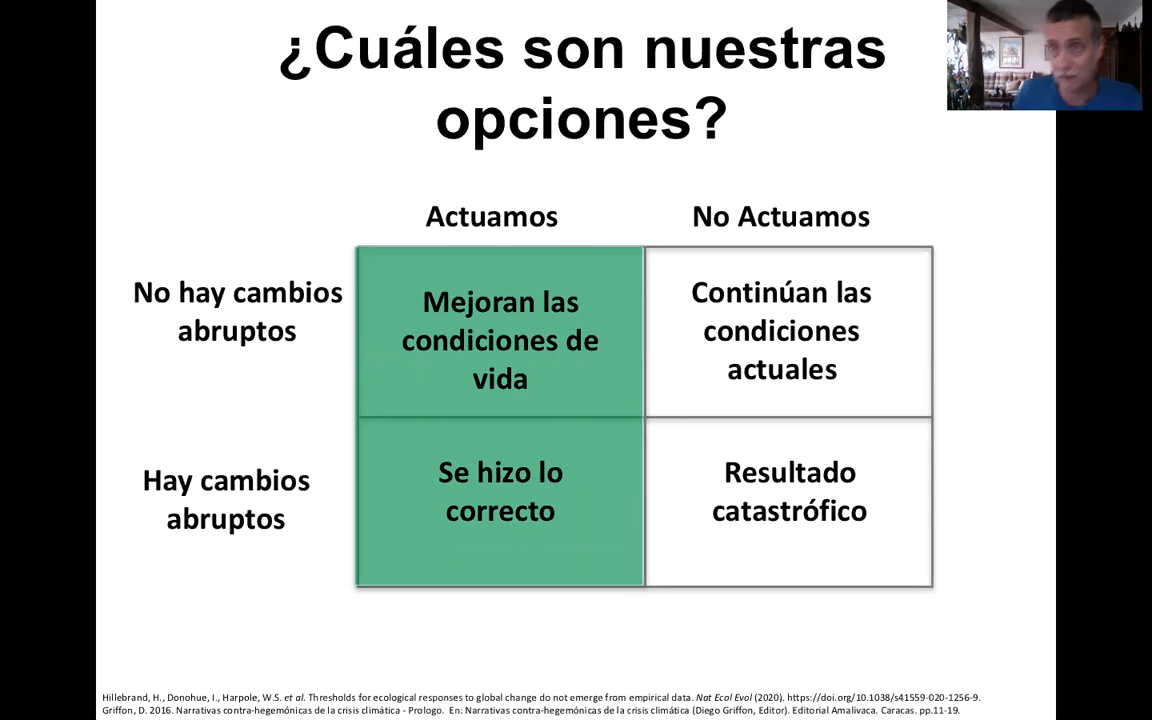 ¿Cuáles son nuestras
opciones?
Actuamos
No Actuamos
No hay cambios
abruptos
Mejoran las
condiciones de
vida
Continúan las
condiciones
actuales
Hay cambios
abruptos
Se hizo lo
correcto
Resultado
catastrófico
Hillebrand, H., Donohue, I., Harpole, W.S. et al. Thresholds for ecological responses to global change do not emerge from empirical data. Nat Ecol Evol (2020). https://doi.org/10.1038/s41559-020-1256-9.
Griffon, D. 2016. Narrativas contra-hegemónicas de la crisis climática - Prologo. En: Narrativas contra-hegemónicas de la crisis climática (Diego Griffon, Editor). Editorial Amalivaca. Caracas. pp.11-19.